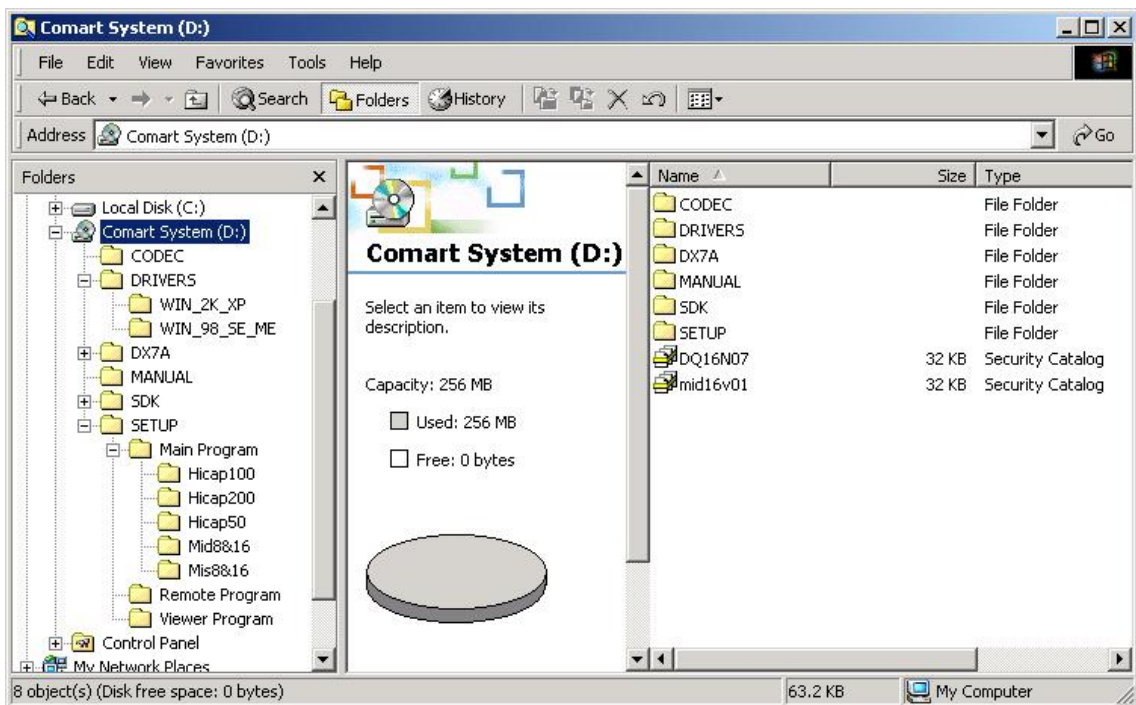 Comart System (D:)
File Edit View Favorites Tools Help
Back Search Folders History
Address Comart System (D:) Go
Folders
Local Disk (C:)
Comart System (D:)
CODEC
DRIVERS
WIN_2K_XP
WIN_98_SE_ME
DX7A
MANUAL
SDK
SETUP
Main Program
Hicap100
Hicap200
Hicap50
Mid8&16
Mis8&16
Remote Program
Viewer Program
Control Panel
My Network Places
Comart System (D:)
Select an item to view its
description.
Capacity: 256 MB
Used: 256 MB
Free: 0 bytes
Name Size Type
CODEC File Folder
DRIVERS File Folder
DX7A File Folder
MANUAL File Folder
SDK File Folder
SETUP File Folder
DQ16N07 32 KB Security Catalog
mid16v01 32 KB Security Catalog
8 object(s) (Disk free space: 0 bytes) 63.2 KB My Computer